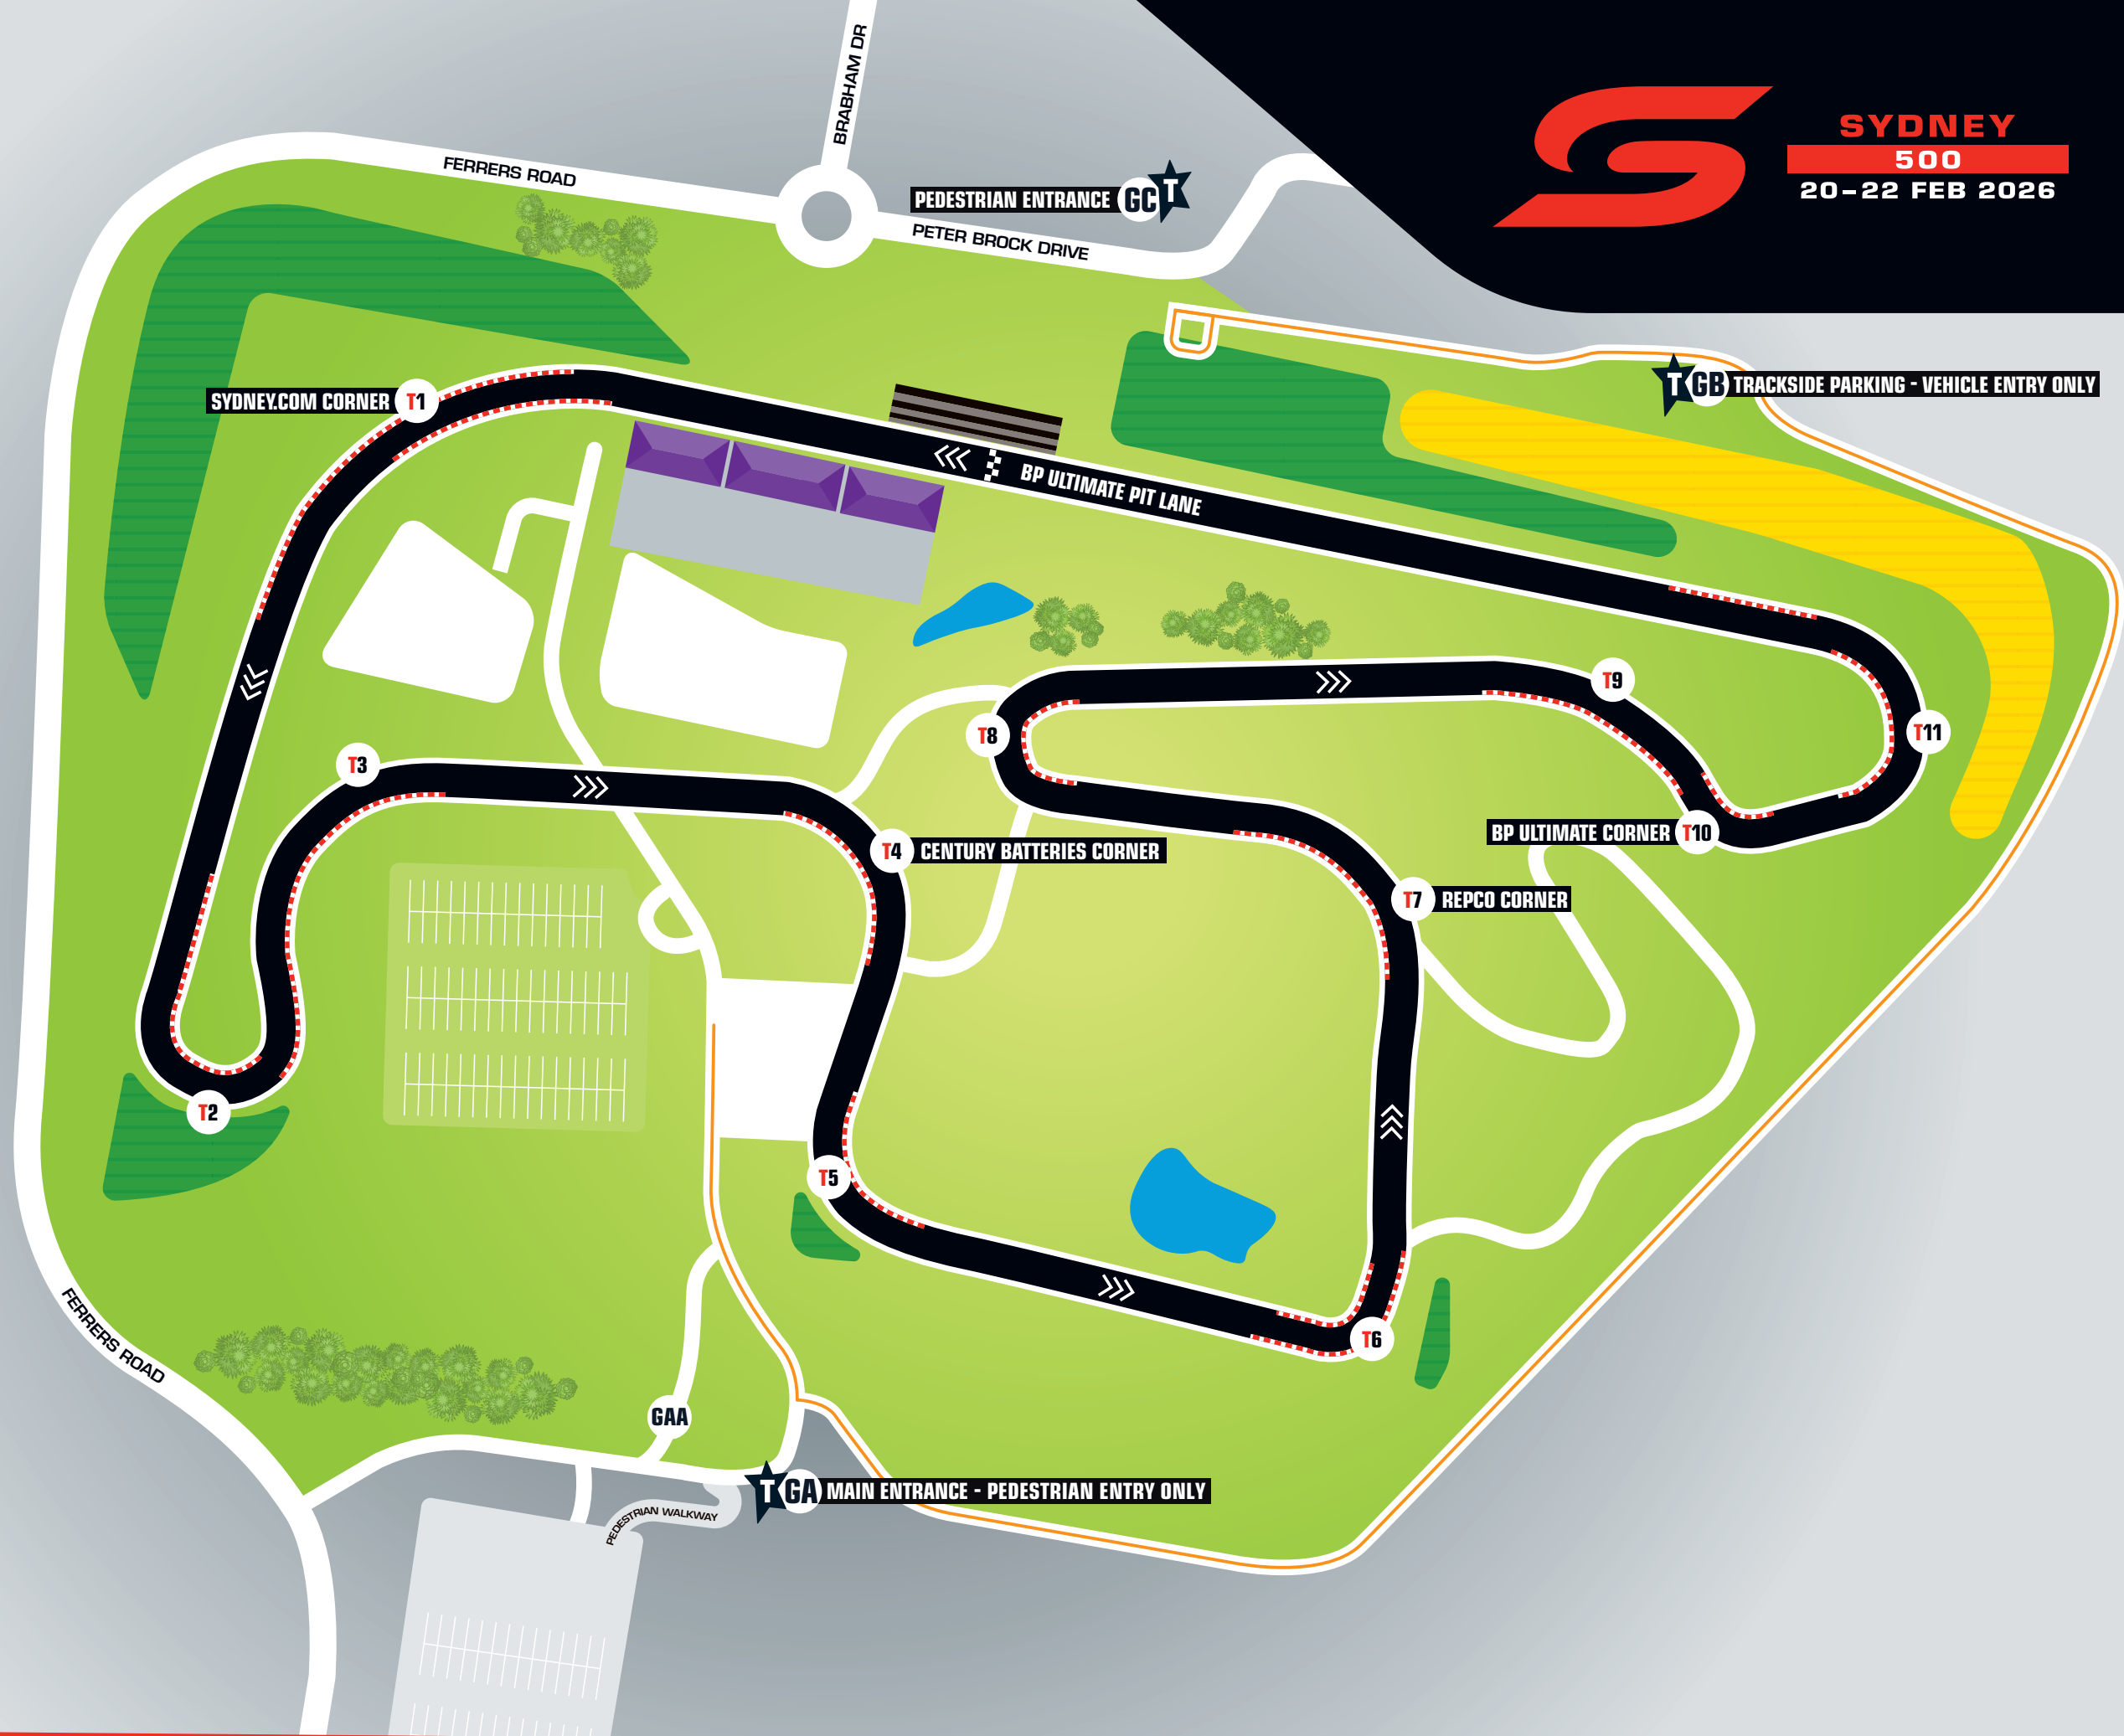 BRABHAM DR
SYDNEY
500
20–22 FEB 2026
FERRERS ROAD
PEDESTRIAN ENTRANCE GC T
PETER BROCK DRIVE
T GB TRACKSIDE PARKING - VEHICLE ENTRY ONLY
SYDNEY.COM CORNER T1
BP ULTIMATE PIT LANE
T9
T8
T11
T3
BP ULTIMATE CORNER T10
T4 CENTURY BATTERIES CORNER
T7 REPCO CORNER
T2
T5
T6
FERRERS ROAD
GAA
T GA MAIN ENTRANCE - PEDESTRIAN ENTRY ONLY
PEDESTRIAN WALKWAY